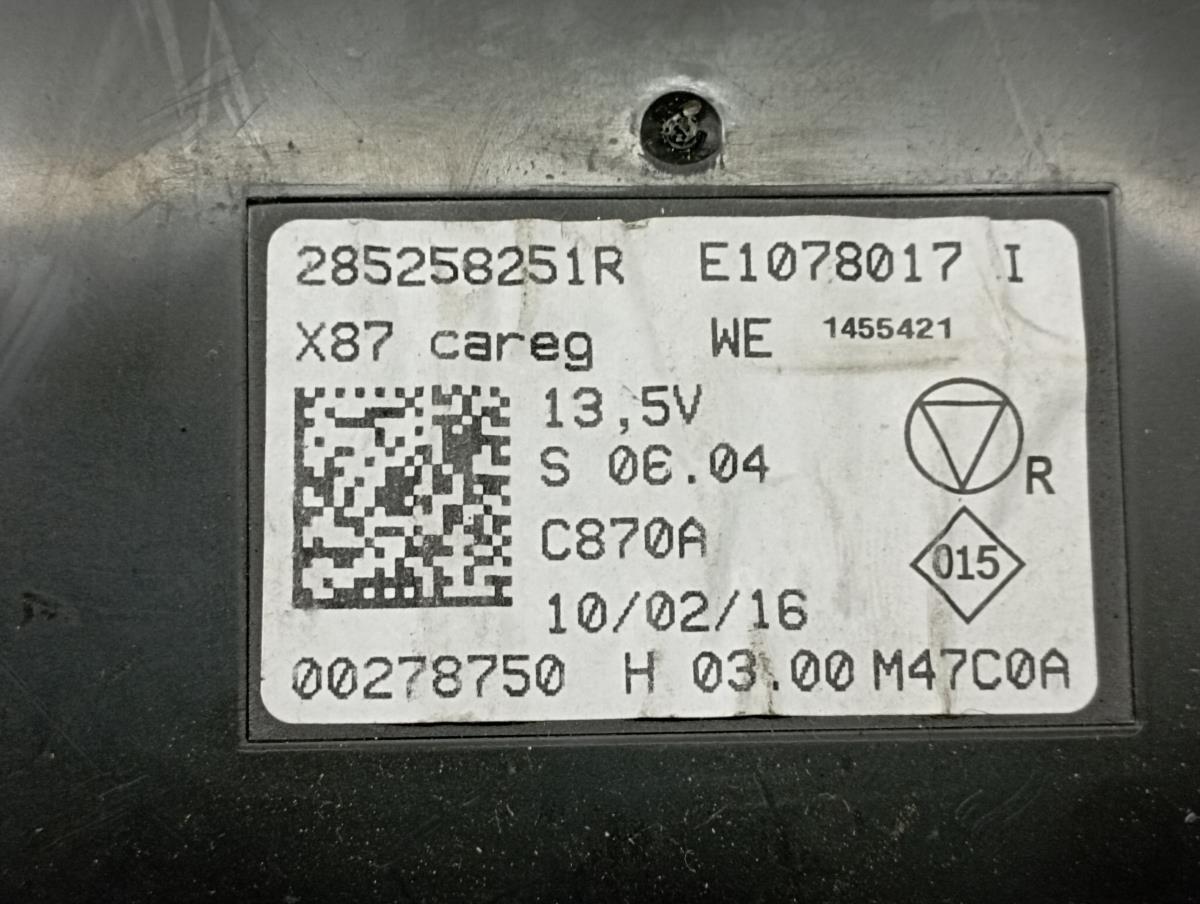 285258251R E1078017 I
X87 careg WE 1455421
13,5V
S 06.04
R
C870A
015
10/02/16
00278750 H 03.00 M47C0A